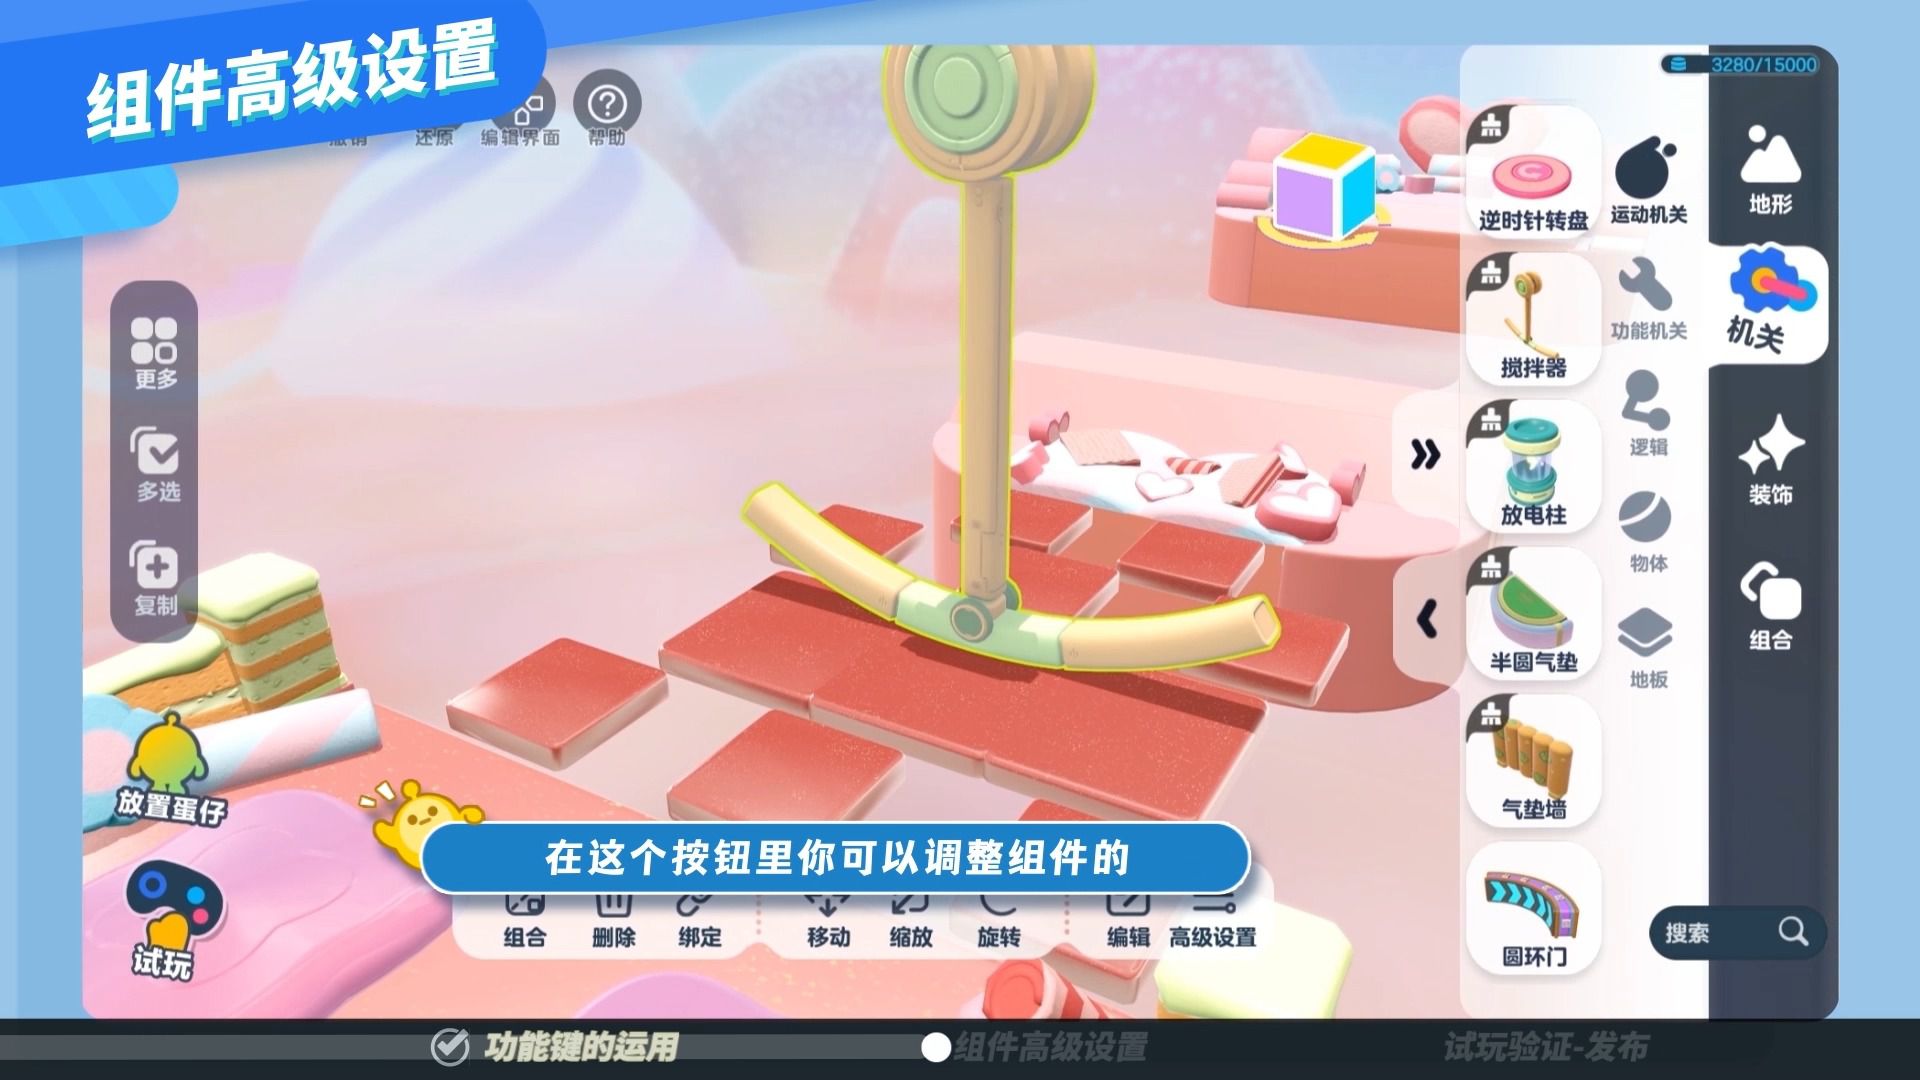 组件高级设置
撤销
还原
编辑界面
帮助
3280/15000
更多
多选
复制
逆时针转盘
搅拌器
放电柱
半圆气垫
气垫墙
圆环门
运动机关
功能机关
逻辑
物体
地板
地形
机关
装饰
组合
搜索
放置蛋仔
试玩
在这个按钮里你可以调整组件的
组合
删除
绑定
移动
缩放
旋转
编辑
高级设置
功能键的运用
组件高级设置
试玩验证-发布